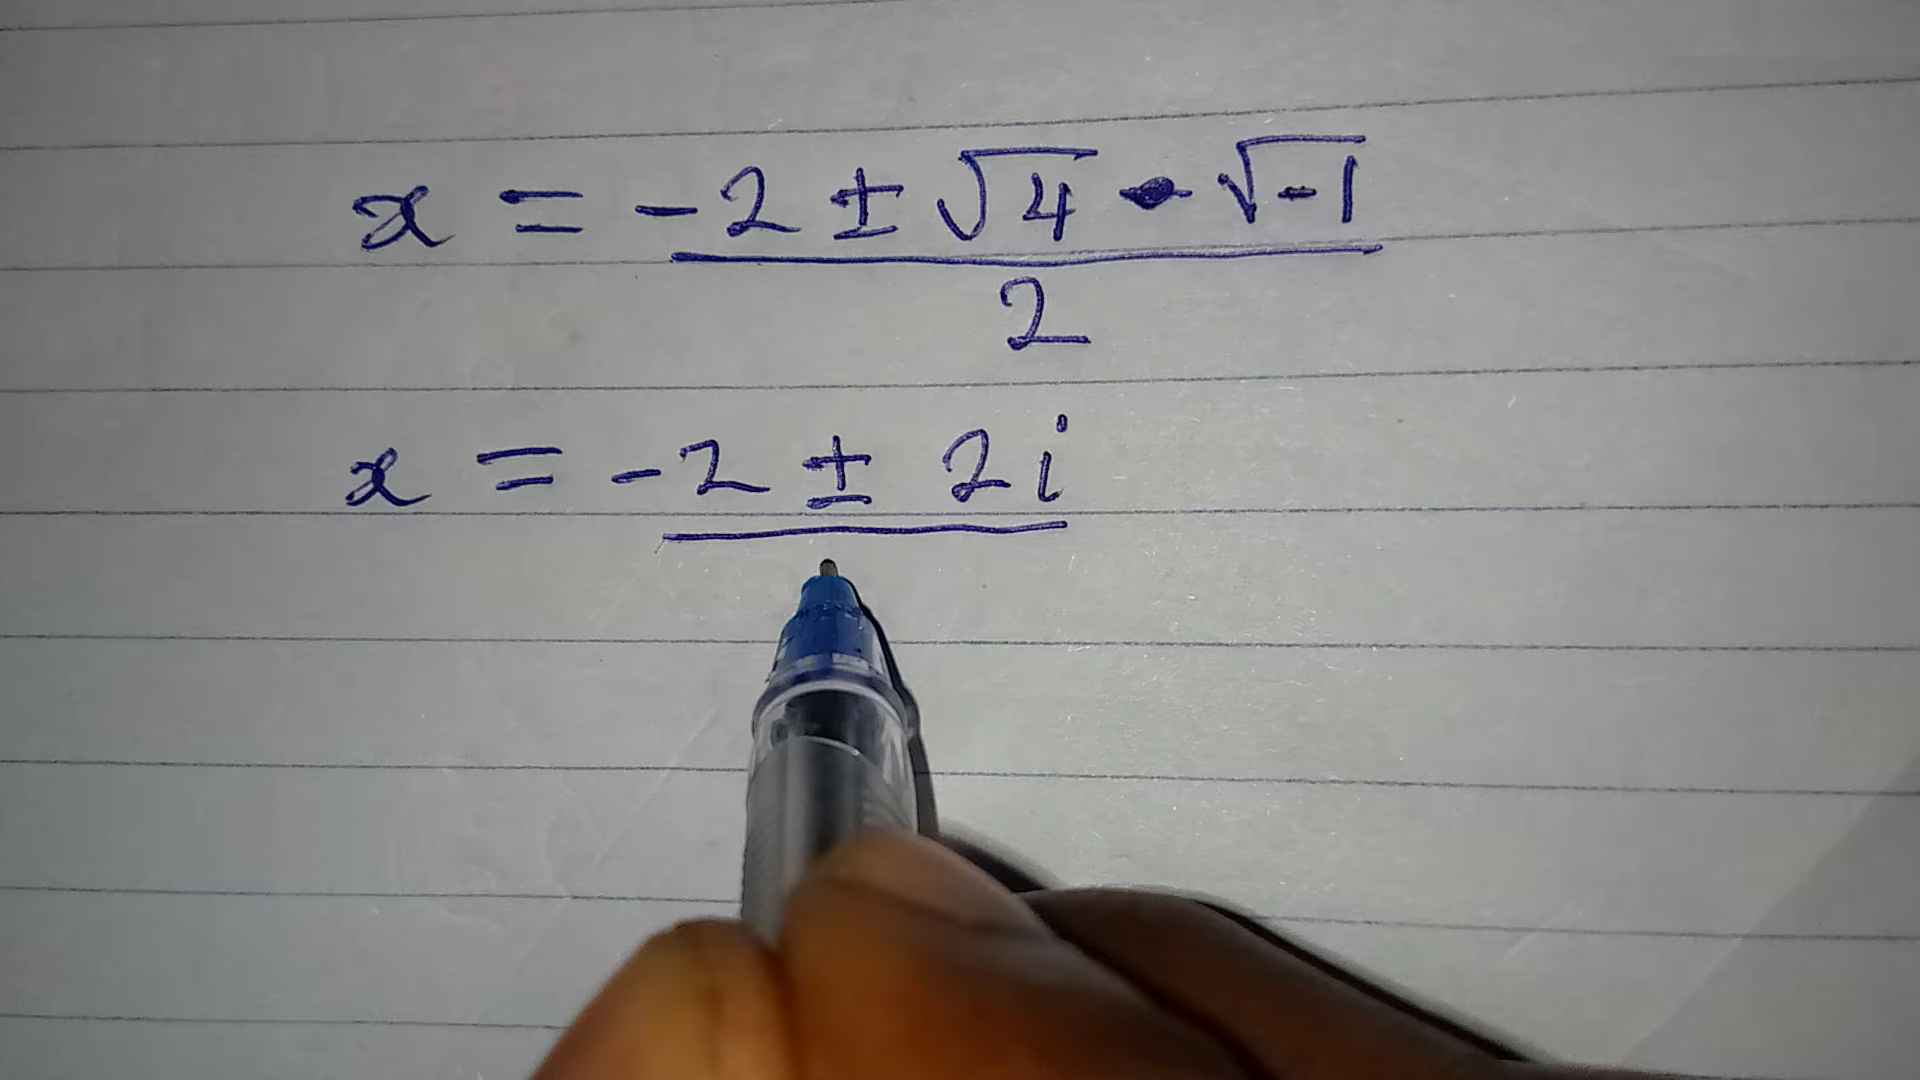 x = -2 ± √4 • √-1
2
x = -2 ± 2i